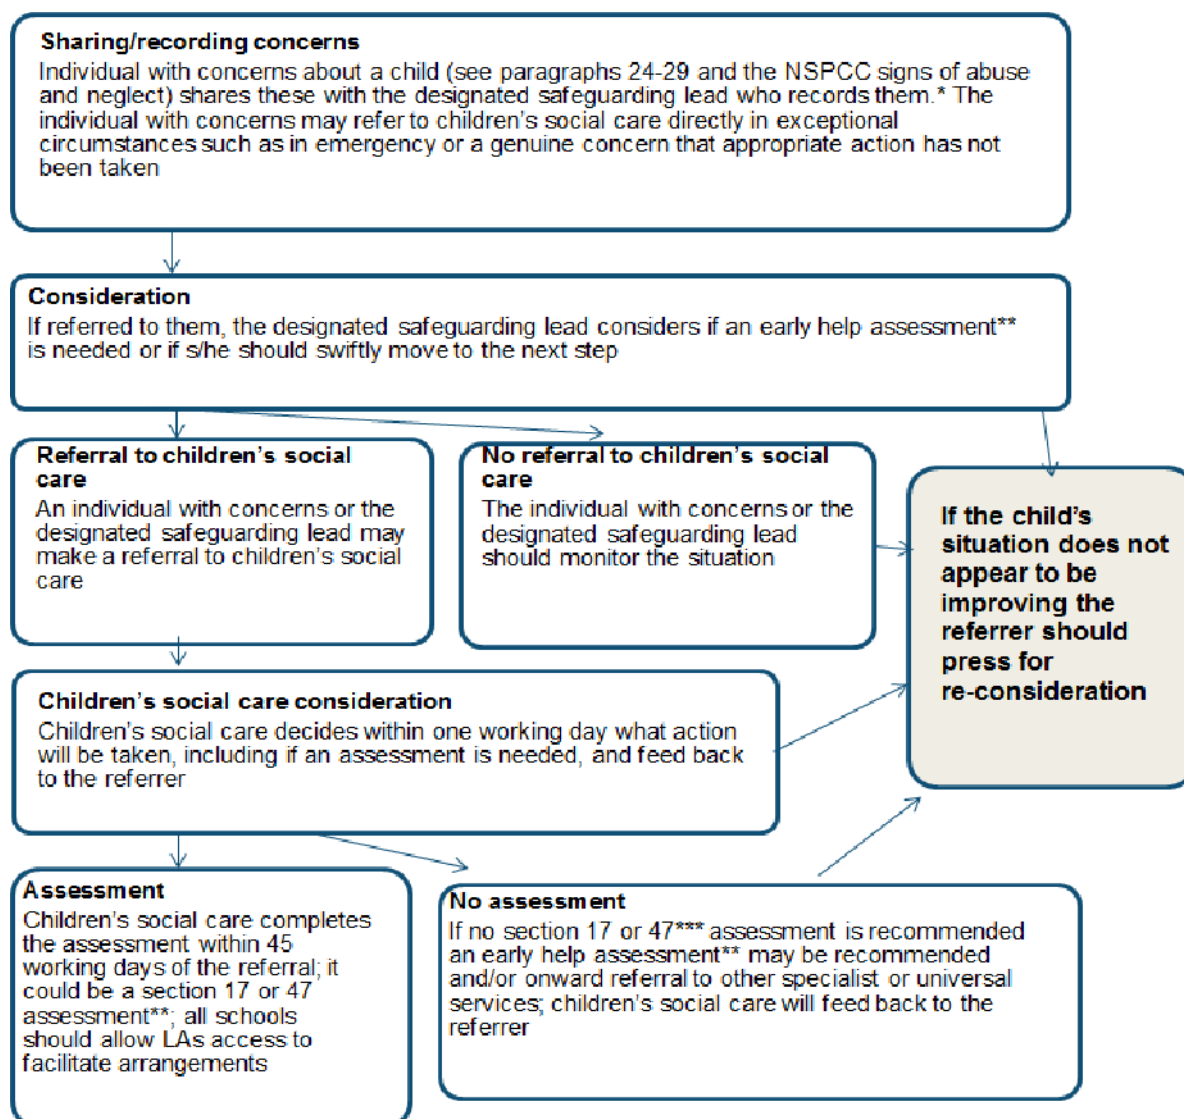 Sharing/recording concerns
Individual with concerns about a child (see paragraphs 24-29 and the NSPCC signs of abuse
and neglect) shares these with the designated safeguarding lead who records them.* The
individual with concerns may refer to children's social care directly in exceptional
circumstances such as in emergency or a genuine concern that appropriate action has not
been taken
Consideration
If referred to them, the designated safeguarding lead considers if an early help assessment**
is needed or if s/he should swiftly move to the next step
Referral to children's social
care
An individual with concerns or the
designated safeguarding lead may
make a referral to children's social
care
No referral to children's social
care
The individual with concerns or the
designated safeguarding lead
should monitor the situation
If the child's
situation does not
appear to be
improving the
referrer should
press for
re-consideration
Children's social care consideration
Children's social care decides within one working day what action
will be taken, including if an assessment is needed, and feed back
to the referrer
Assessment
Children's social care completes
the assessment within 45
working days of the referral; it
could be a section 17 or 47
assessment**; all schools
should allow LAs access to
facilitate arrangements
No assessment
If no section 17 or 47*** assessment is recommended
an early help assessment** may be recommended
and/or onward referral to other specialist or universal
services; children's social care will feed back to the
referrer